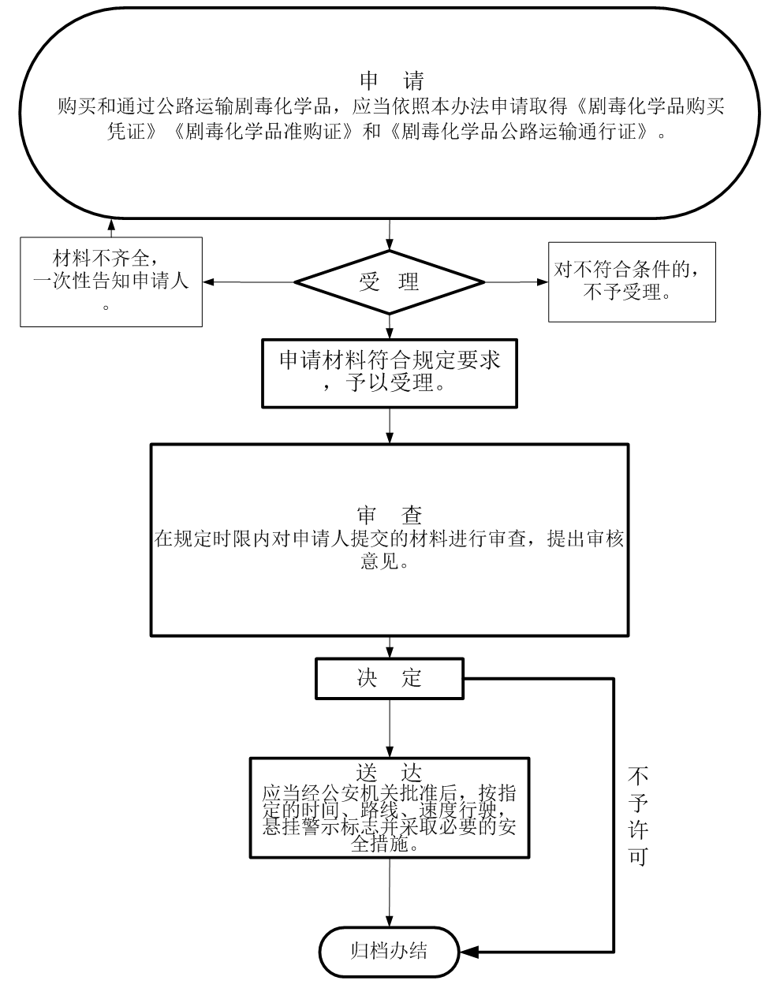 申 请
购买和通过公路运输剧毒化学品，应当依照本办法申请取得《剧毒化学品购买
凭证》《剧毒化学品准购证》和《剧毒化学品公路运输通行证》。
材料不齐全，
一次性告知申请人
。
受 理
对不符合条件的，
不予受理。
申请材料符合规定要求
，予以受理。
审 查
在规定时限内对申请人提交的材料进行审查，提出审核
意见。
决 定
送 达
应当经公安机关批准后，按指
定的时间、路线、速度行驶，
悬挂警示标志并采取必要的安
全措施。
不
予
许
可
归档办结